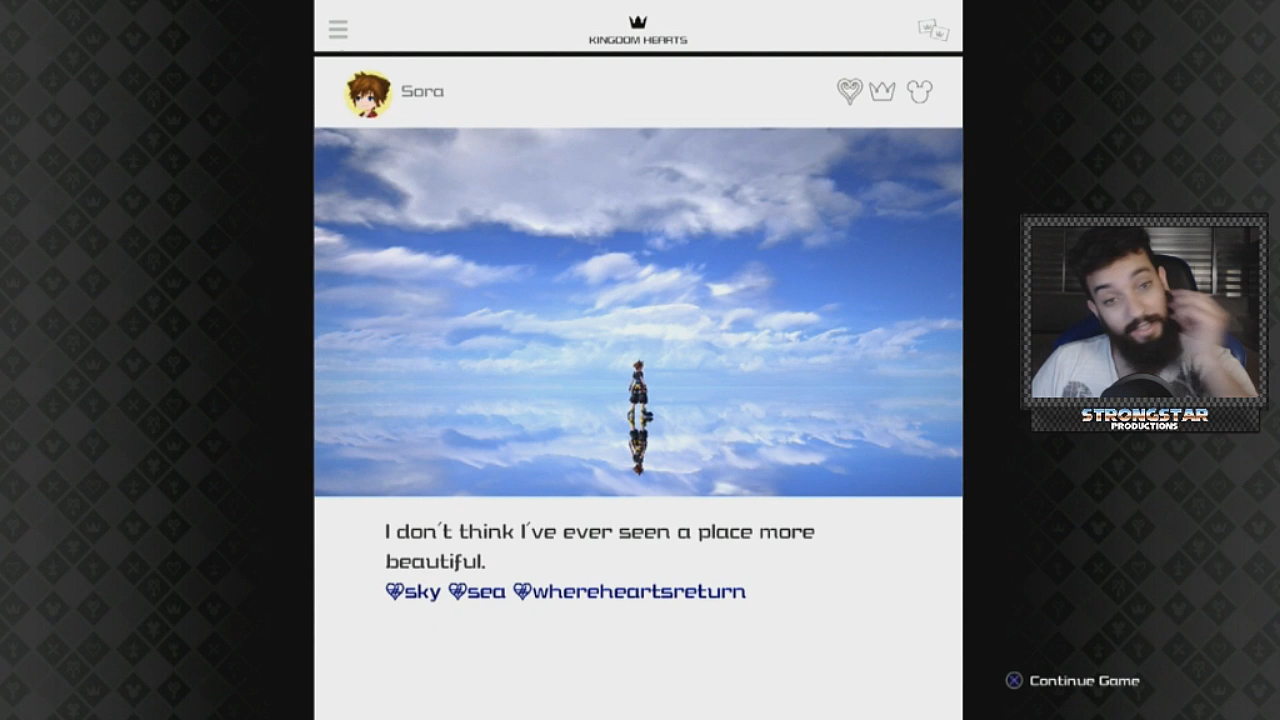 KINGDOM HEARTS
Sora
I don't think I've ever seen a place more
beautiful.
sky sea whereheartsreturn
STRONGSTAR
PRODUCTIONS
Continue Game